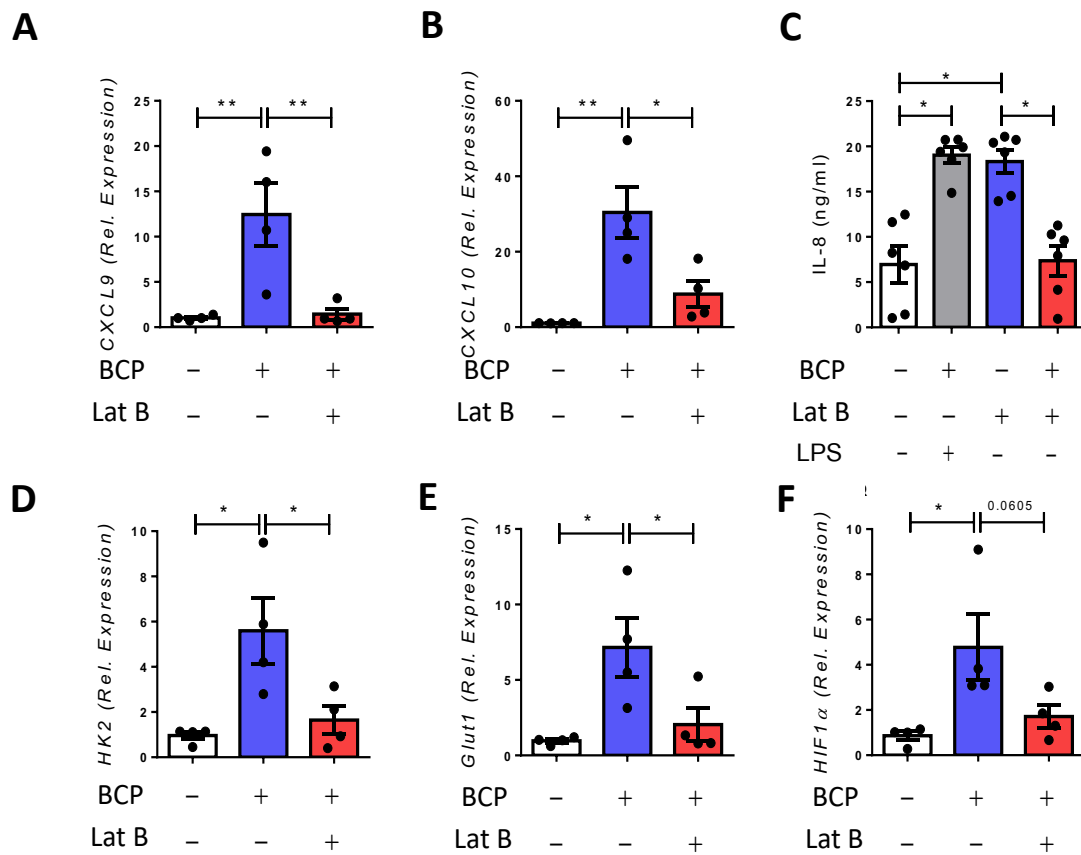 A
CXCL9 (Rel. Expression)
25
20
15
10
5
0
** **
BCP – + +
Lat B – – +
B
CXCL10 (Rel. Expression)
60
40
20
0
** *
BCP – + +
Lat B – – +
C
IL-8 (ng/ml)
25
20
15
10
5
0
*
* *
BCP – + – +
Lat B – – + +
LPS – + – –
D
HK2 (Rel. Expression)
10
8
6
4
2
0
* *
BCP – + +
Lat B – – +
E
Glut1 (Rel. Expression)
15
10
5
0
* *
BCP – + +
Lat B – – +
F
HIF1α (Rel. Expression)
10
8
6
4
2
0
* 0.0605
BCP – + +
Lat B – – +